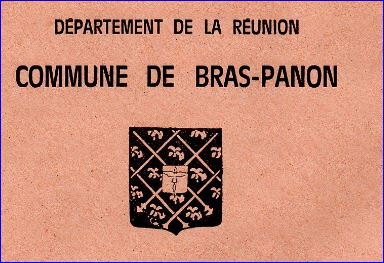 DÉPARTEMENT DE LA RÉUNION
COMMUNE DE BRAS-PANON